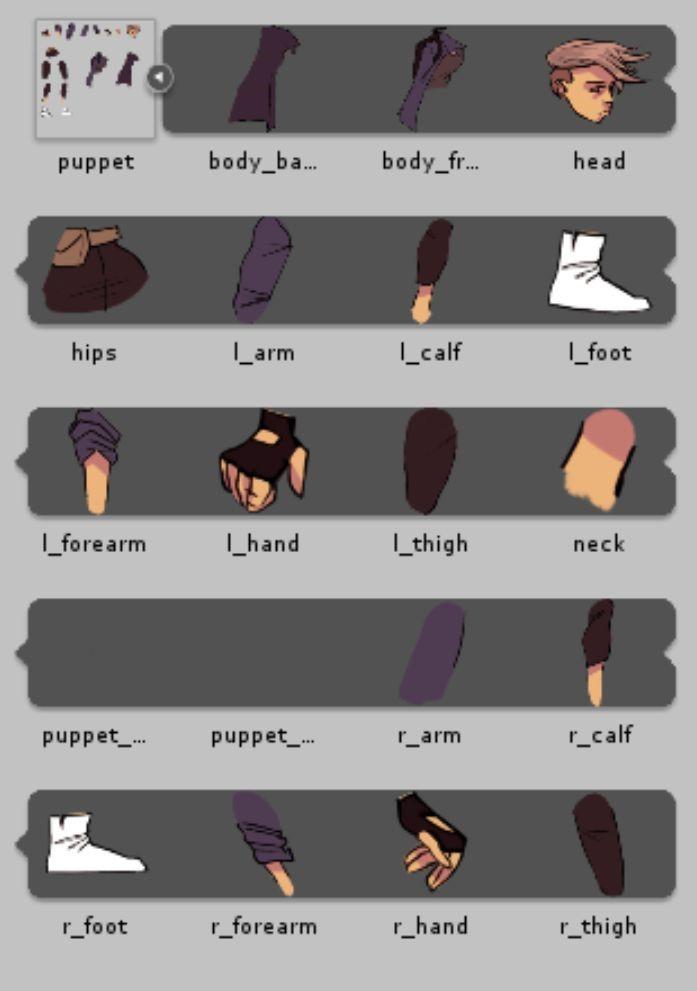 puppet body_ba... body_fr... head
hips l_arm l_calf l_foot
l_forearm l_hand l_thigh neck
puppet_... puppet_... r_arm r_calf
r_foot r_forearm r_hand r_thigh